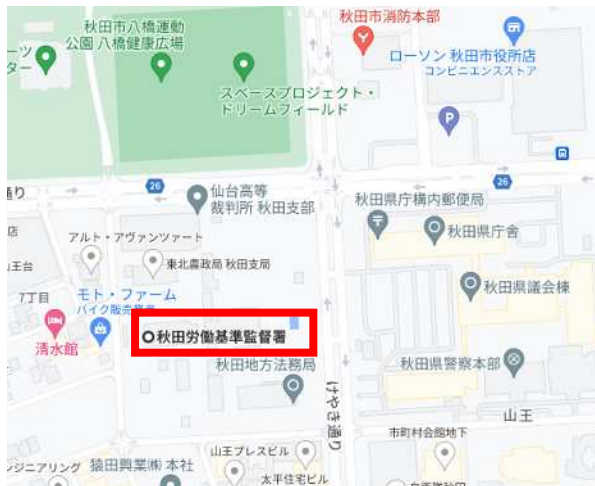 秋田市消防本部
秋田市八橋運動
公園 八橋健康広場
ーツ
ター
ローソン 秋田市役所店
コンビニエンスストア
スペースプロジェクト・
ドリームフィールド
P
26
26
通り
仙台高等
裁判所 秋田支部
秋田県庁構内郵便局
秋田県庁舎
店
アルト・アヴァンツァート
東北農政局 秋田支局
山王台
秋田県議会棟
7丁目
モト・ファーム
バイク販売業者
秋田労働基準監督署
清水館
秋田地方法務局
秋田県警察本部
けやき通り
山王
市町村会館地下
山王プレスビル
ンジニアリング
猿田興業㈱ 本社
太平住宅ビル
自衛隊秋田